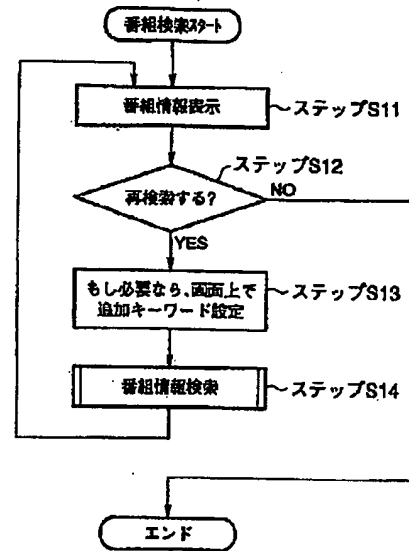 番組検索スタート
番組情報表示
ステップS11
ステップS12
再検索する?
NO
YES
もし必要なら、画面上で
追加キーワード設定
ステップS13
番組情報検索
ステップS14
エンド